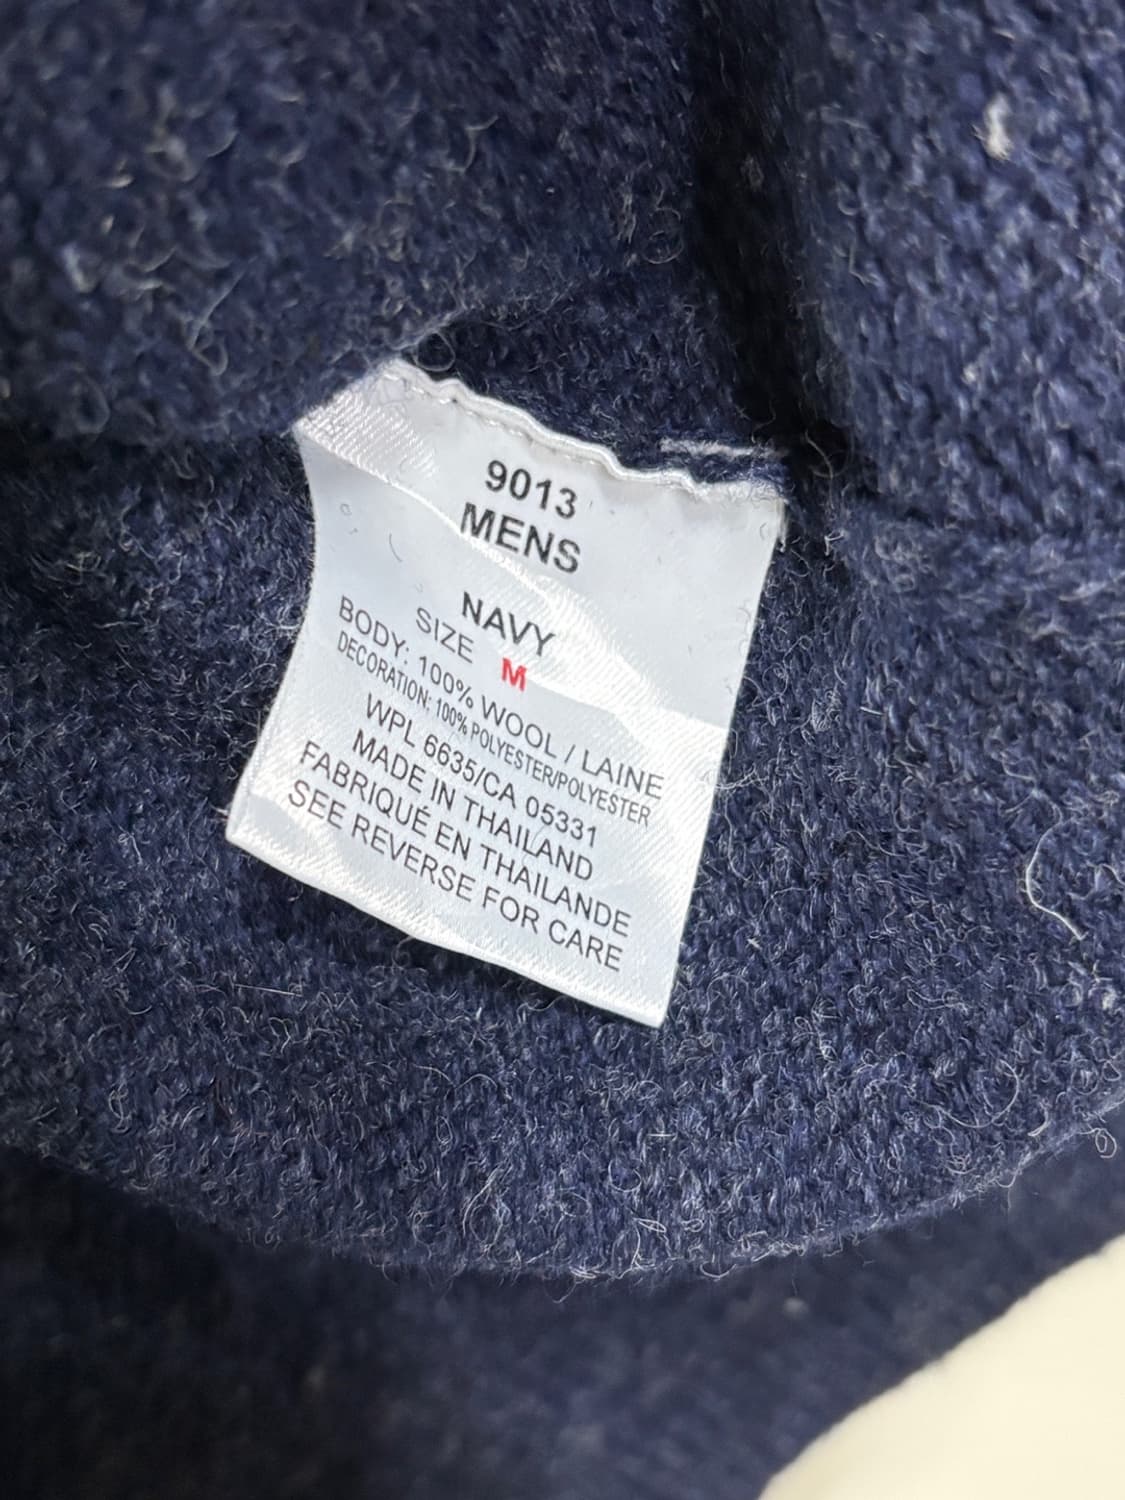 9013
MENS
NAVY
SIZE M
BODY: 100% WOOL / LAINE
DECORATION: 100% POLYESTER/POLYESTER
WPL 6635/CA 05331
MADE IN THAILAND
FABRIQUÉ EN THAILANDE
SEE REVERSE FOR CARE